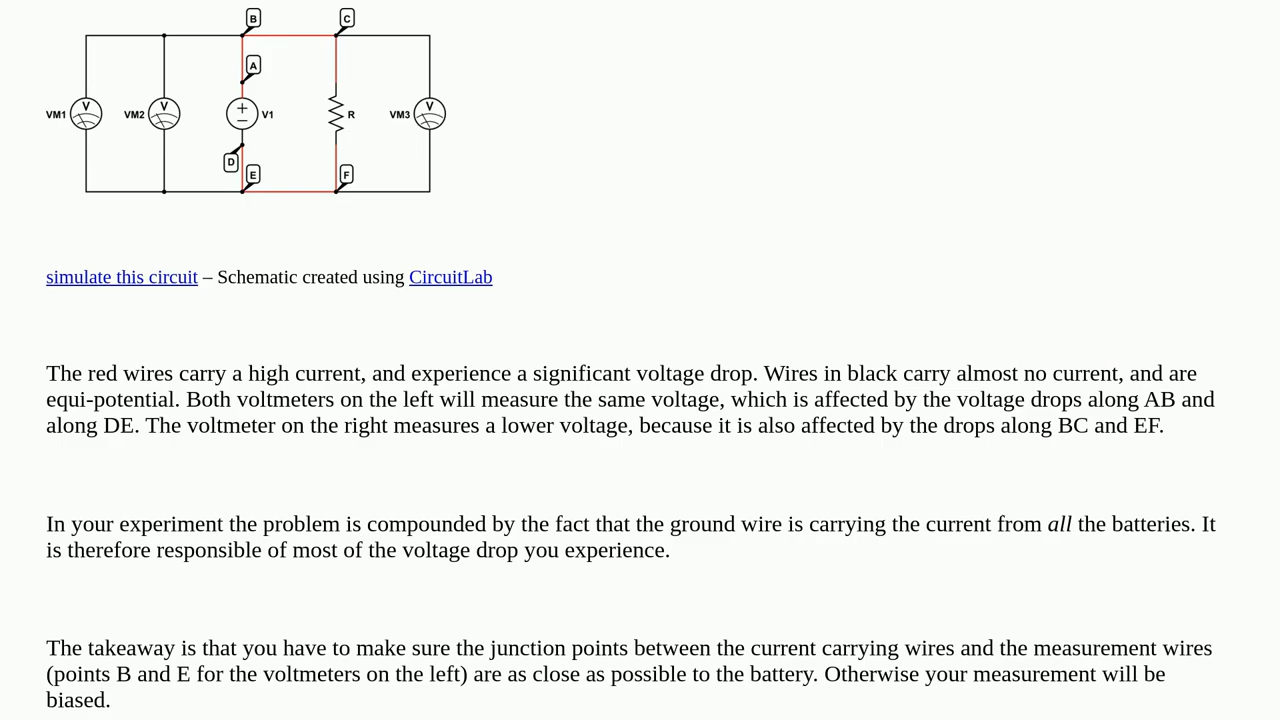 B
C
A
V
VM1
V
VM2
V1
R
V
VM3
D
E
F
simulate this circuit – Schematic created using CircuitLab
The red wires carry a high current, and experience a significant voltage drop. Wires in black carry almost no current, and are
equi-potential. Both voltmeters on the left will measure the same voltage, which is affected by the voltage drops along AB and
along DE. The voltmeter on the right measures a lower voltage, because it is also affected by the drops along BC and EF.
In your experiment the problem is compounded by the fact that the ground wire is carrying the current from all the batteries. It
is therefore responsible of most of the voltage drop you experience.
The takeaway is that you have to make sure the junction points between the current carrying wires and the measurement wires
(points B and E for the voltmeters on the left) are as close as possible to the battery. Otherwise your measurement will be
biased.